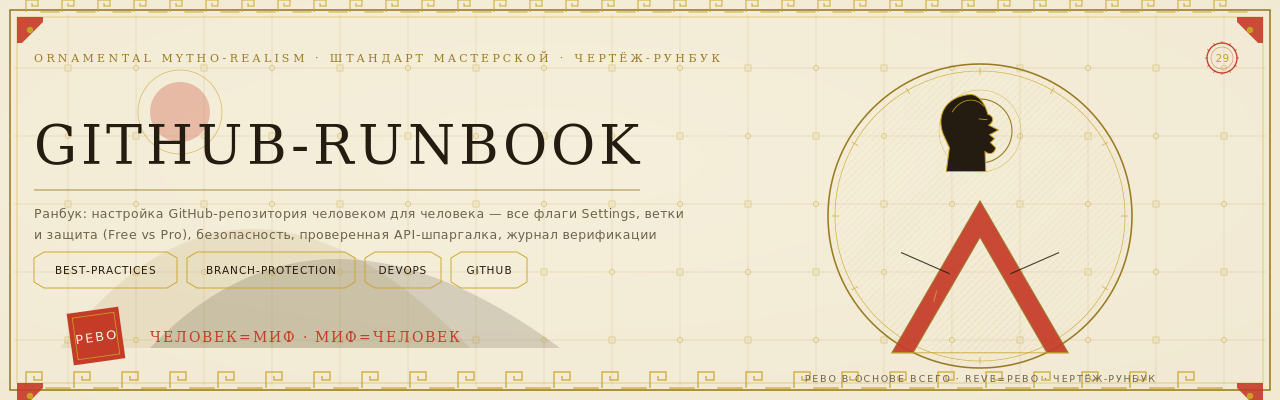 ORNAMENTAL MYTHO-REALISM · ШТАНДАРТ МАСТЕРСКОЙ · ЧЕРТЁЖ-РУНБУК
29
GITHUB-RUNBOOK
Ранбук: настройка GitHub-репозитория человеком для человека — все флаги Settings, ветки
и защита (Free vs Pro), безопасность, проверенная API-шпаргалка, журнал верификации
BEST-PRACTICES BRANCH-PROTECTION DEVOPS GITHUB
РЕВО
ЧЕЛОВЕК=МИФ · МИФ=ЧЕЛОВЕК
РЕВО В ОСНОВЕ ВСЕГО · REVE=РЕВО · ЧЕРТЁЖ-РУНБУК